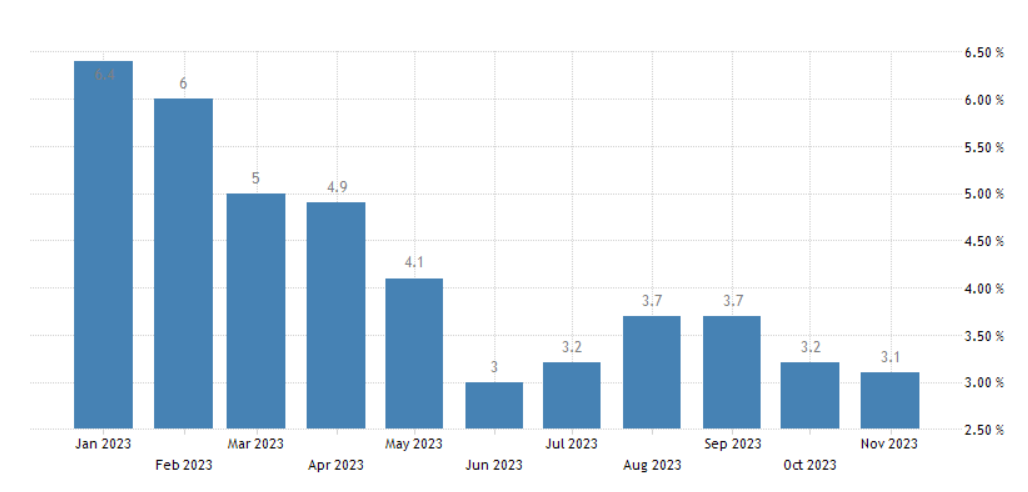 6.50 %
6.00 %
5.50 %
5.00 %
4.50 %
4.00 %
3.50 %
3.00 %
2.50 %
6.4
6
5
4.9
4.1
3
3.2
3.7
3.7
3.2
3.1
Jan 2023
Feb 2023
Mar 2023
Apr 2023
May 2023
Jun 2023
Jul 2023
Aug 2023
Sep 2023
Oct 2023
Nov 2023